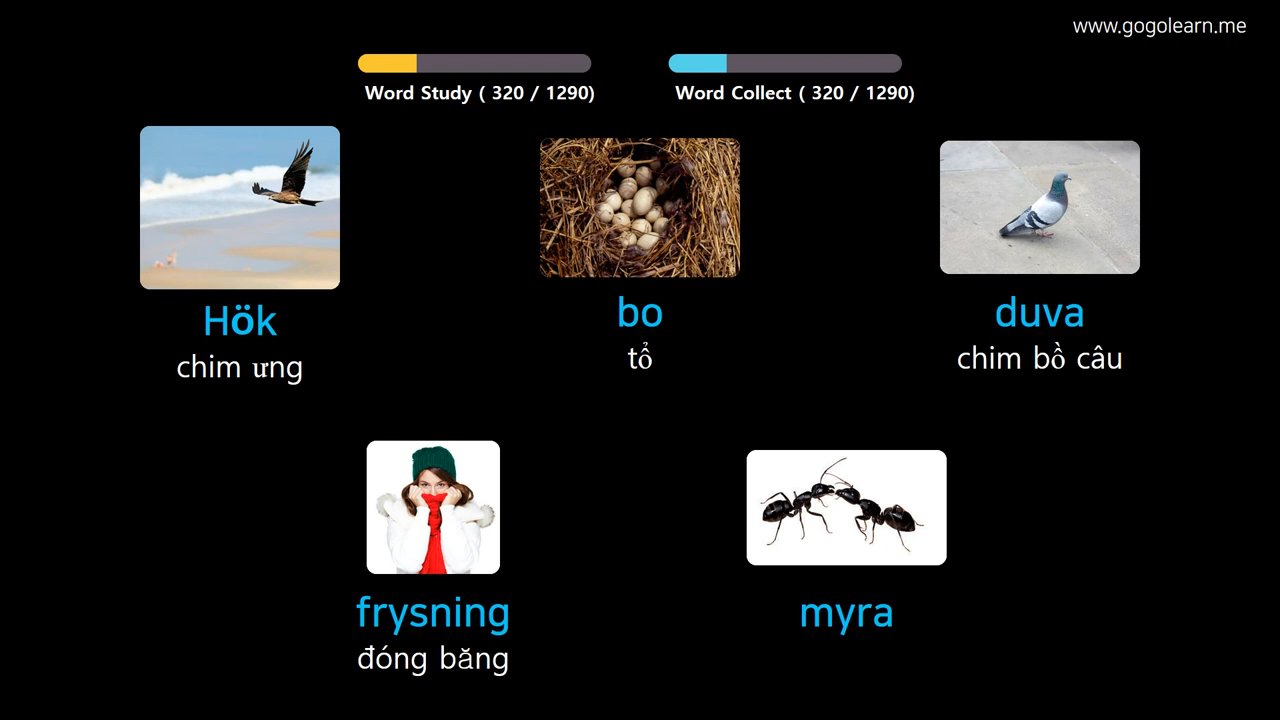 www.gogolearn.me
Word Study ( 320 / 1290)
Word Collect ( 320 / 1290)
Hök
chim ưng
bo
tổ
duva
chim bồ câu
frysning
đóng băng
myra